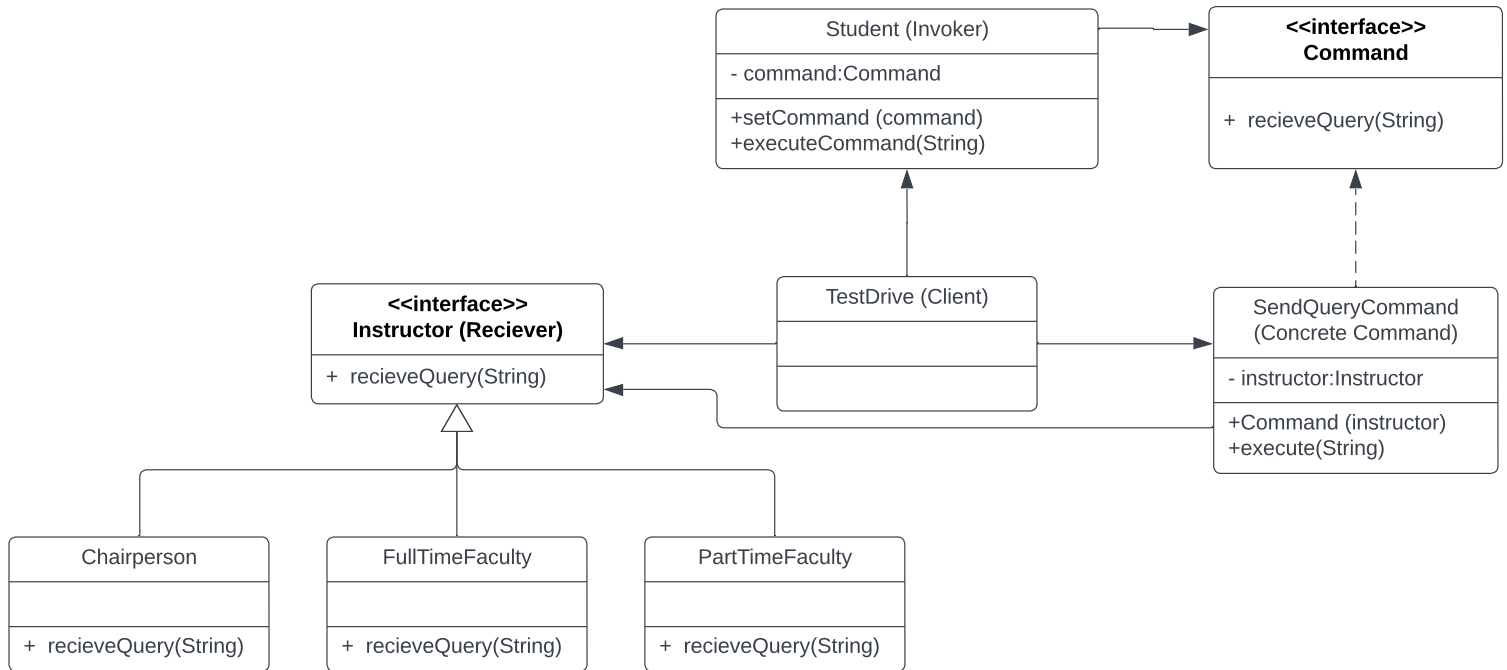 Student (Invoker)
- command:Command
+setCommand (command)
+executeCommand(String)
<<interface>>
Command
+  recieveQuery(String)
<<interface>>
Instructor (Reciever)
+  recieveQuery(String)
TestDrive (Client)
SendQueryCommand
(Concrete Command)
- instructor:Instructor
+Command (instructor)
+execute(String)
Chairperson
+  recieveQuery(String)
FullTimeFaculty
+  recieveQuery(String)
PartTimeFaculty
+  recieveQuery(String)